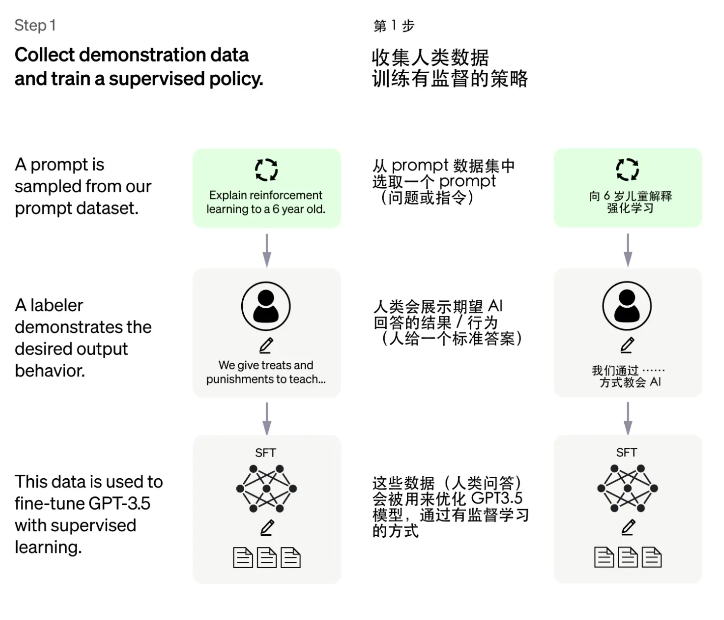 Step 1
Collect demonstration data
and train a supervised policy.
A prompt is
sampled from our
prompt dataset.
Explain reinforcement
learning to a 6 year old.
A labeler
demonstrates the
desired output
behavior.
We give treats and
punishments to teach...
This data is used to
fine-tune GPT-3.5
with supervised
learning.
SFT
第 1 步
收集人类数据
训练有监督的策略
从 prompt 数据集中
选取一个 prompt
（问题或指令）
向 6 岁儿童解释
强化学习
人类会展示期望 AI
回答的结果 / 行为
（人给一个标准答案）
我们通过 ……
方式教会 AI
这些数据（人类问答）
会被用来优化 GPT3.5
模型，通过有监督学习
的方式
SFT